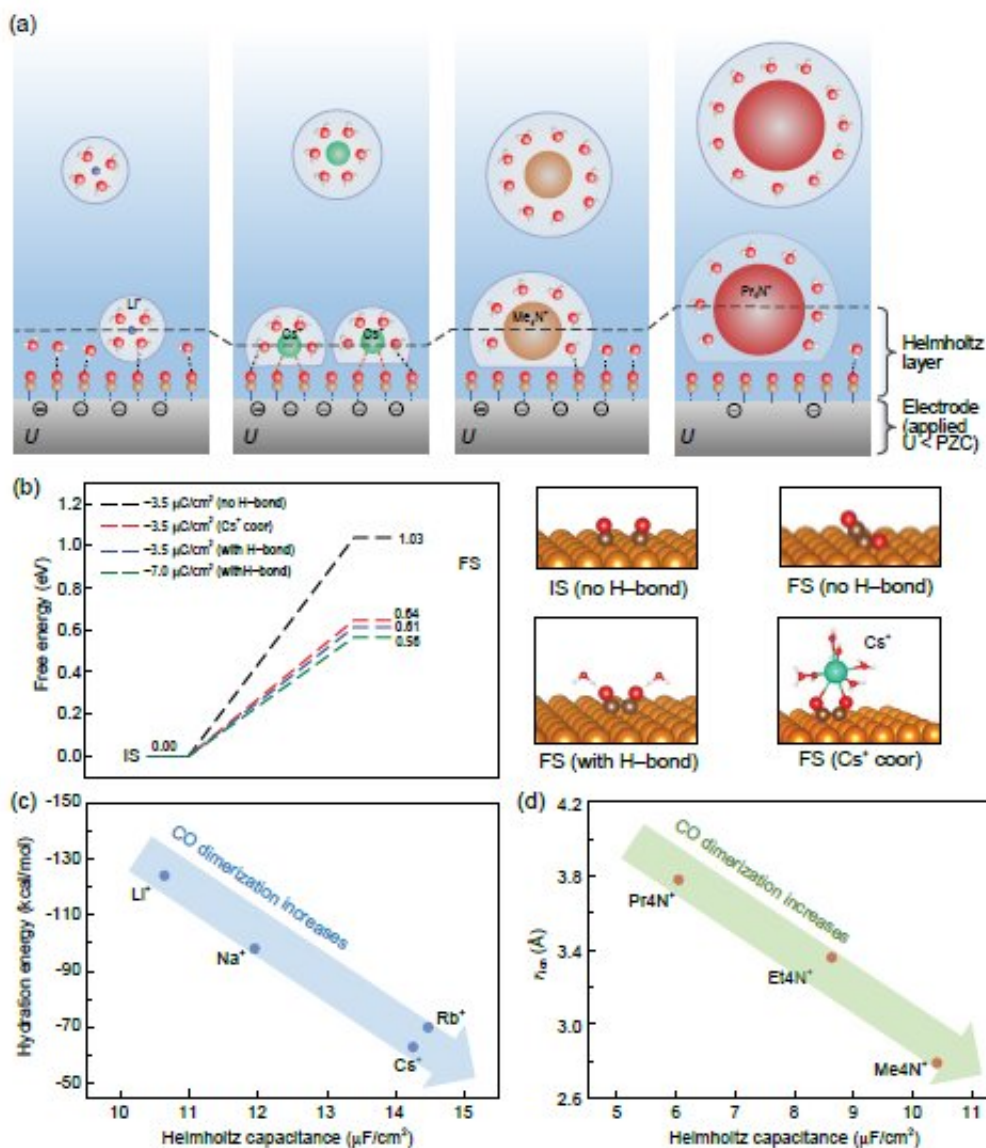 (a)
Li⁺
Cs⁺
Cs⁺
Me₄N⁺
Pr₄N⁺
Helmholtz
layer
Electrode
(applied
U < PZC)
U
U
U
U
(b)
1.2
1.0
0.8
0.6
0.4
0.2
0.0
Free energy (eV)
−3.5 μC/cm² (no H–bond)
−3.5 μC/cm² (Cs⁺ coor)
−3.5 μC/cm² (with H–bond)
−7.0 μC/cm² (withH–bond)
1.03
FS
0.64
0.61
0.56
IS
0.00
IS (no H–bond)
FS (no H–bond)
FS (with H–bond)
Cs⁺
FS (Cs⁺ coor)
(c)
-150
-130
-110
-90
-70
-50
Hydration energy (kcal/mol)
CO dimerization increases
Li⁺
Na⁺
Rb⁺
Cs⁺
10
11
12
13
14
15
Helmholtz capacitance (μF/cm²)
(d)
4.2
3.8
3.4
3.0
2.6
r_ion (Å)
CO dimerization increases
Pr4N⁺
Et4N⁺
Me4N⁺
5
6
7
8
9
10
11
Helmholtz capacitance (μF/cm²)